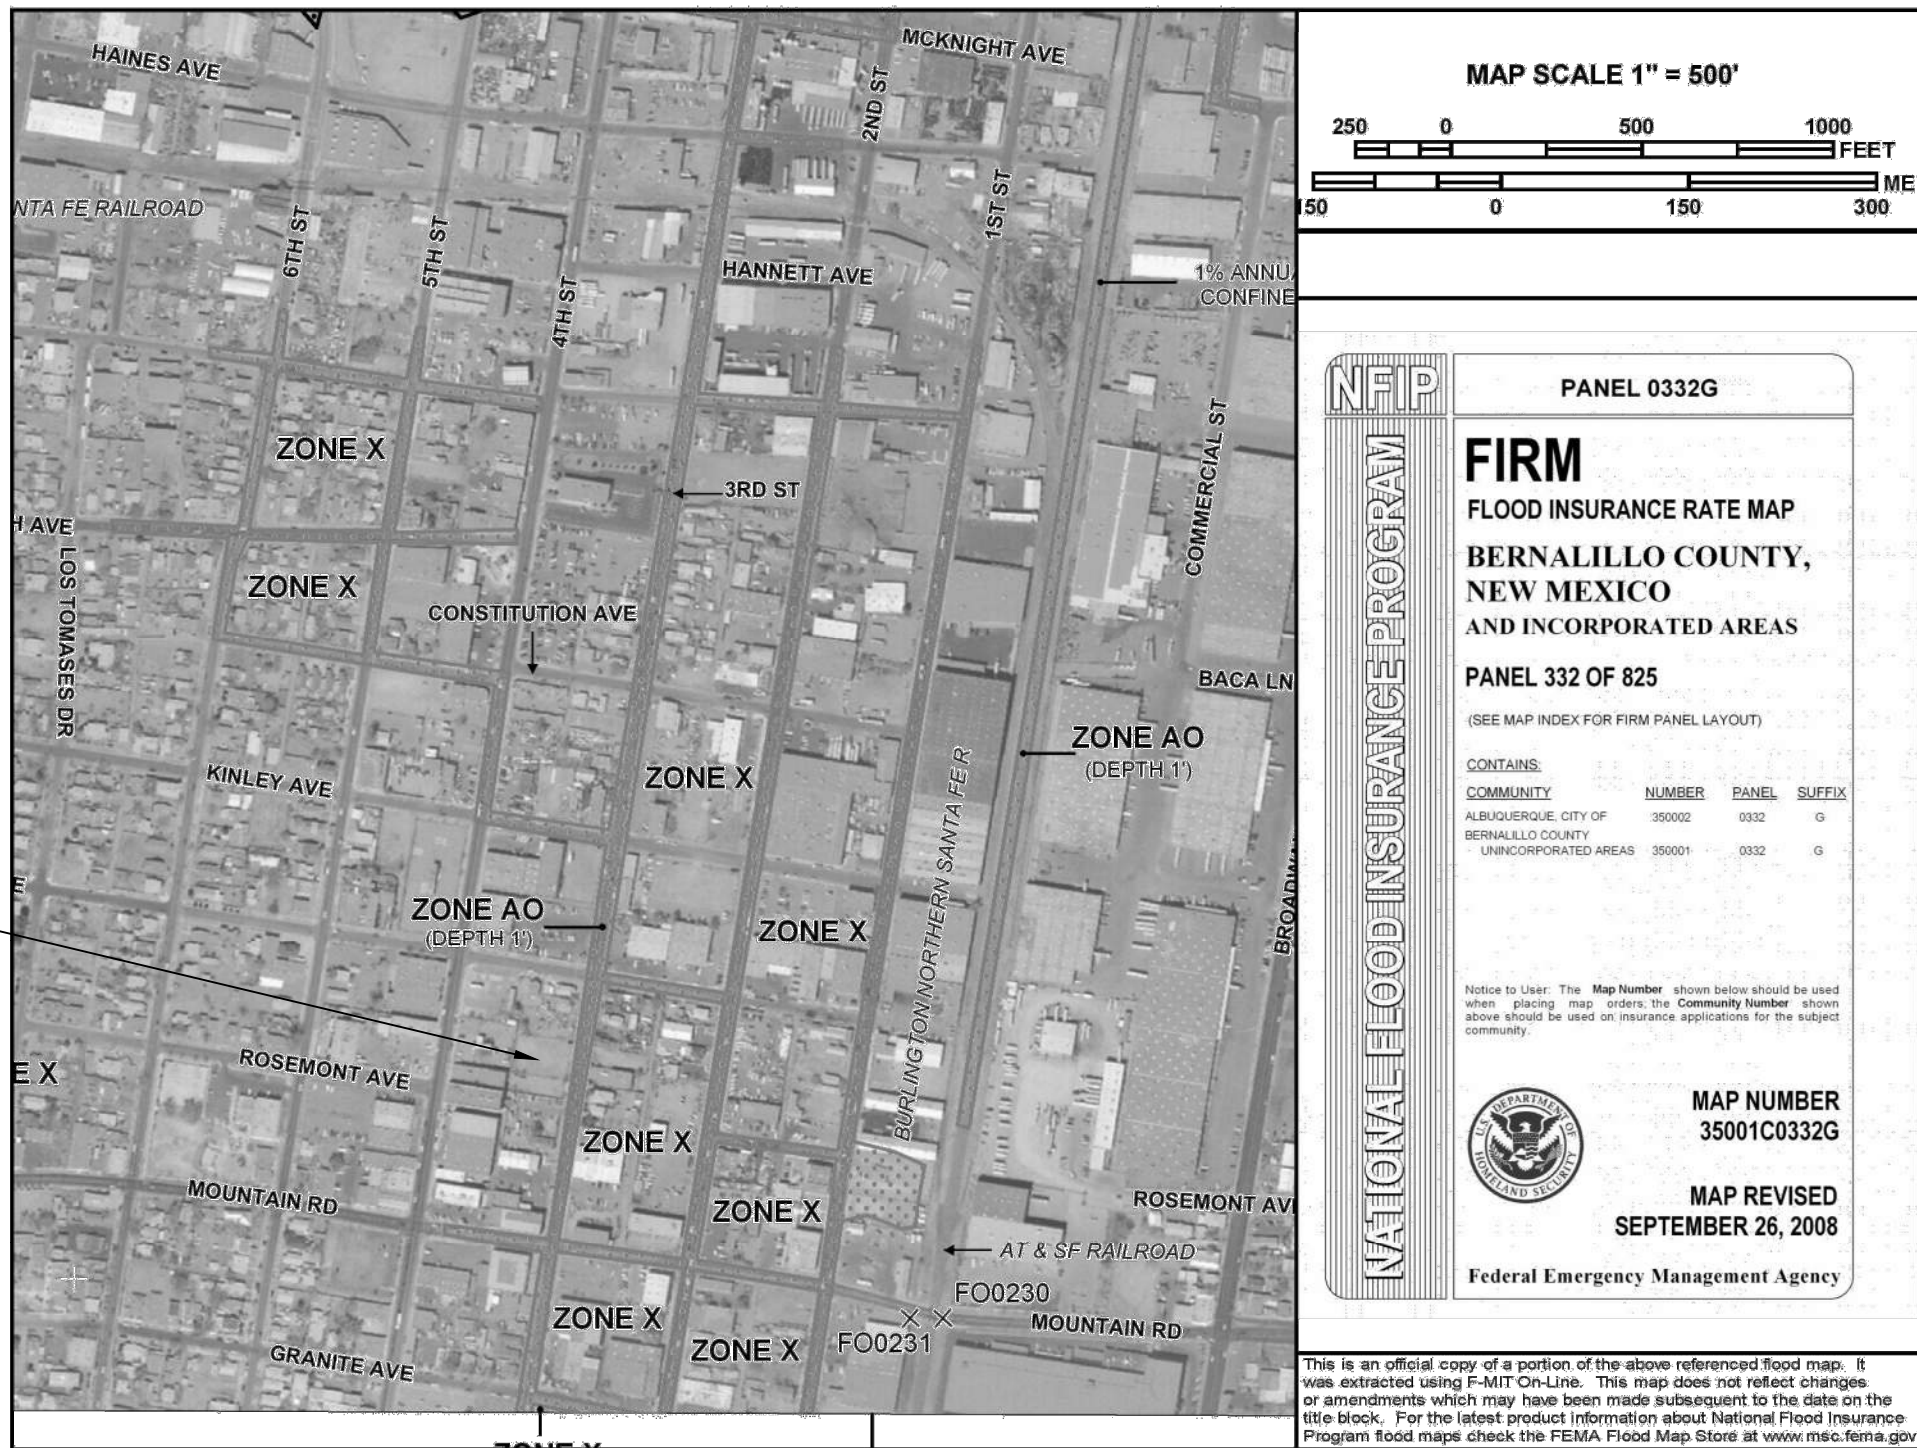 HAINES AVE
MCKNIGHT AVE
2ND ST
NTA FE RAILROAD
6TH ST
5TH ST
4TH ST
1ST ST
HANNETT AVE
1% ANNUA
CONFINE
ZONE X
3RD ST
COMMERCIAL ST
H AVE
LOS TOMASES DR
ZONE X
CONSTITUTION AVE
BACA LN
KINLEY AVE
ZONE X
ZONE AO
(DEPTH 1')
BURLINGTON NORTHERN SANTA FE R
ZONE AO
(DEPTH 1')
ZONE X
BROADWA
E X
ROSEMONT AVE
ZONE X
MOUNTAIN RD
ZONE X
ROSEMONT AVE
AT & SF RAILROAD
FO0230
ZONE X
FO0231
MOUNTAIN RD
ZONE X
GRANITE AVE
ZONE X
MAP SCALE 1" = 500'
250 0 500 1000
FEET
ME
150 0 150 300
NFIP
PANEL 0332G
NATIONAL FLOOD INSURANCE PROGRAM
FIRM
FLOOD INSURANCE RATE MAP
BERNALILLO COUNTY,
NEW MEXICO
AND INCORPORATED AREAS
PANEL 332 OF 825
(SEE MAP INDEX FOR FIRM PANEL LAYOUT)
CONTAINS:
COMMUNITY NUMBER PANEL SUFFIX
ALBUQUERQUE, CITY OF 350002 0332 G
BERNALILLO COUNTY
UNINCORPORATED AREAS 350001 0332 G
Notice to User: The Map Number shown below should be used
when placing map orders; the Community Number shown
above should be used on insurance applications for the subject
community.
U.S. DEPARTMENT OF HOMELAND SECURITY
MAP NUMBER
35001C0332G
MAP REVISED
SEPTEMBER 26, 2008
Federal Emergency Management Agency
This is an official copy of a portion of the above referenced flood map. It
was extracted using F-MIT On-Line. This map does not reflect changes
or amendments which may have been made subsequent to the date on the
title block. For the latest product information about National Flood Insurance
Program flood maps check the FEMA Flood Map Store at www.msc.fema.gov